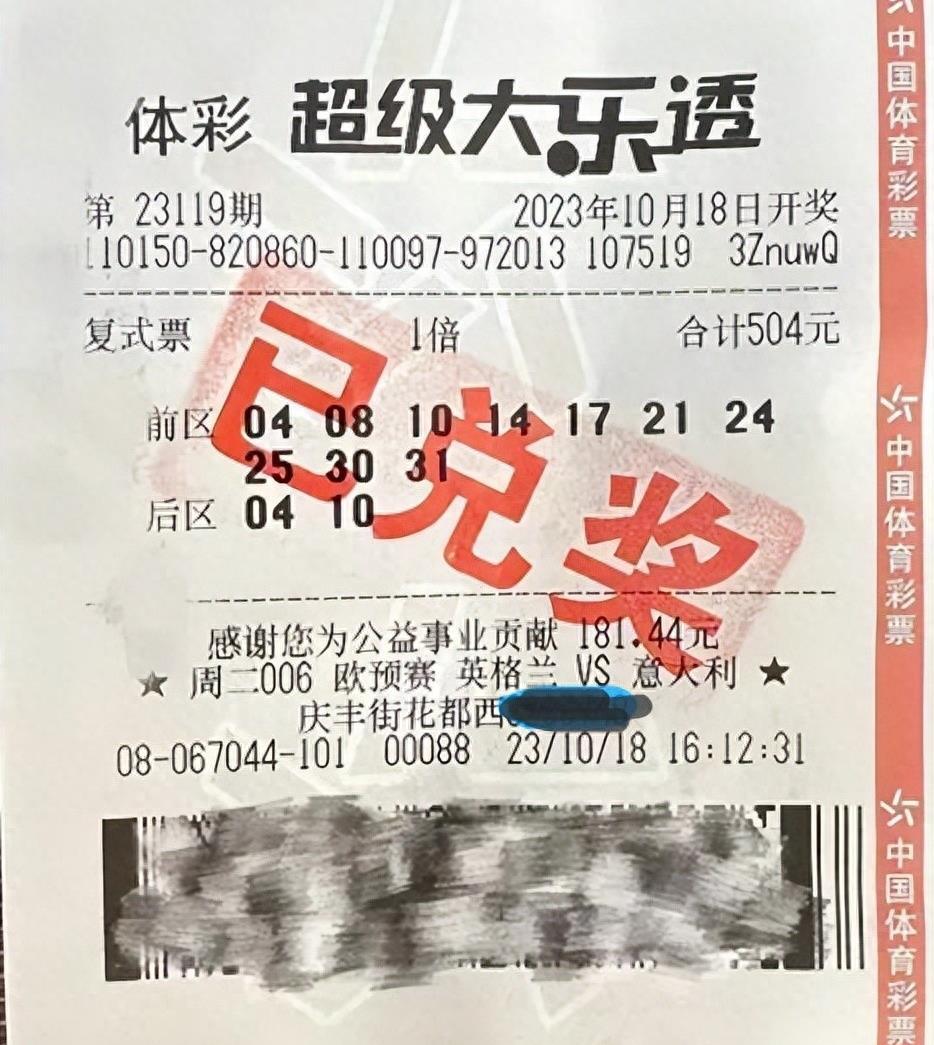 体彩 超级大乐透
第 23119期 2023年10月18日开奖
110150-820860-110097-972013 107519 3ZnuwQ
复式票 1倍 合计504元
前区 04 08 10 14 17 21 24
25 30 31
后区 04 10
已兑奖
感谢您为公益事业贡献 181.44元
★ 周二006 欧预赛 英格兰 VS 意大利 ★
庆丰街花都西
08-067044-101 00088 23/10/18 16:12:31
中国体育彩票
中国体育彩票
中国体育彩票